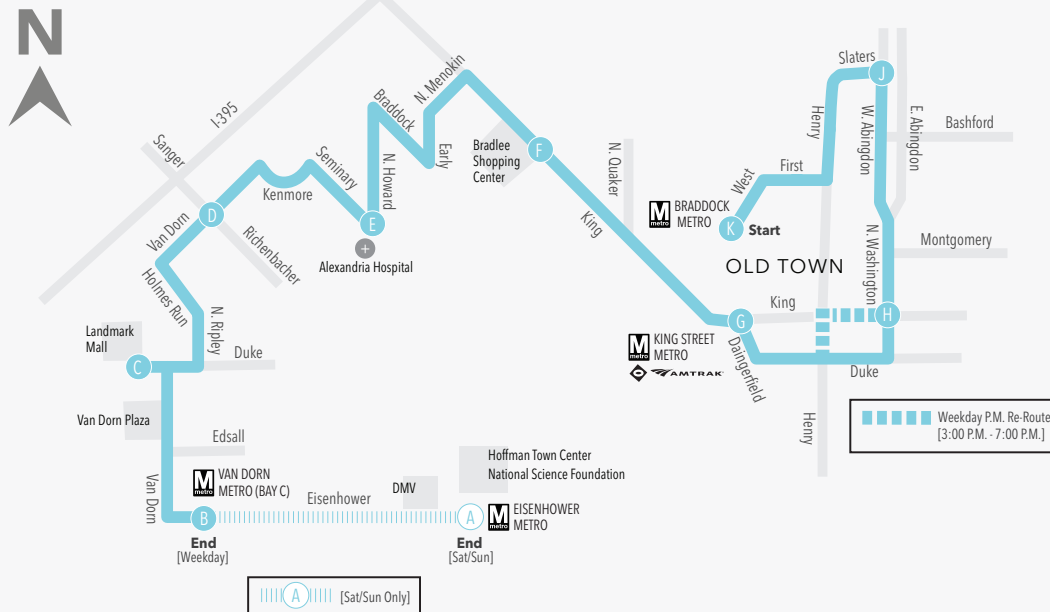 N
I-395
Sanger
Van Dorn
D
Richenbacher
Kenmore
Seminary
E
+
Alexandria Hospital
N. Howard
Braddock
Early
N. Menokin
Bradlee
Shopping
Center
F
King
N. Quaker
Slaters
J
Henry
W. Abingdon
E. Abingdon
Bashford
First
West
M
metro
BRADDOCK
METRO
K
Start
OLD TOWN
N. Washington
Montgomery
King
G
H
M
metro
KING STREET
METRO
AMTRAK
Daingerfield
Duke
Henry
Weekday P.M. Re-Route
[3:00 P.M. - 7:00 P.M.]
Holmes Run
N. Ripley
Landmark
Mall
C
Duke
Van Dorn Plaza
Edsall
Van Dorn
M
metro
VAN DORN
METRO (BAY C)
B
End
[Weekday]
Eisenhower
DMV
Hoffman Town Center
National Science Foundation
A
M
metro
EISENHOWER
METRO
End
[Sat/Sun]
A
[Sat/Sun Only]